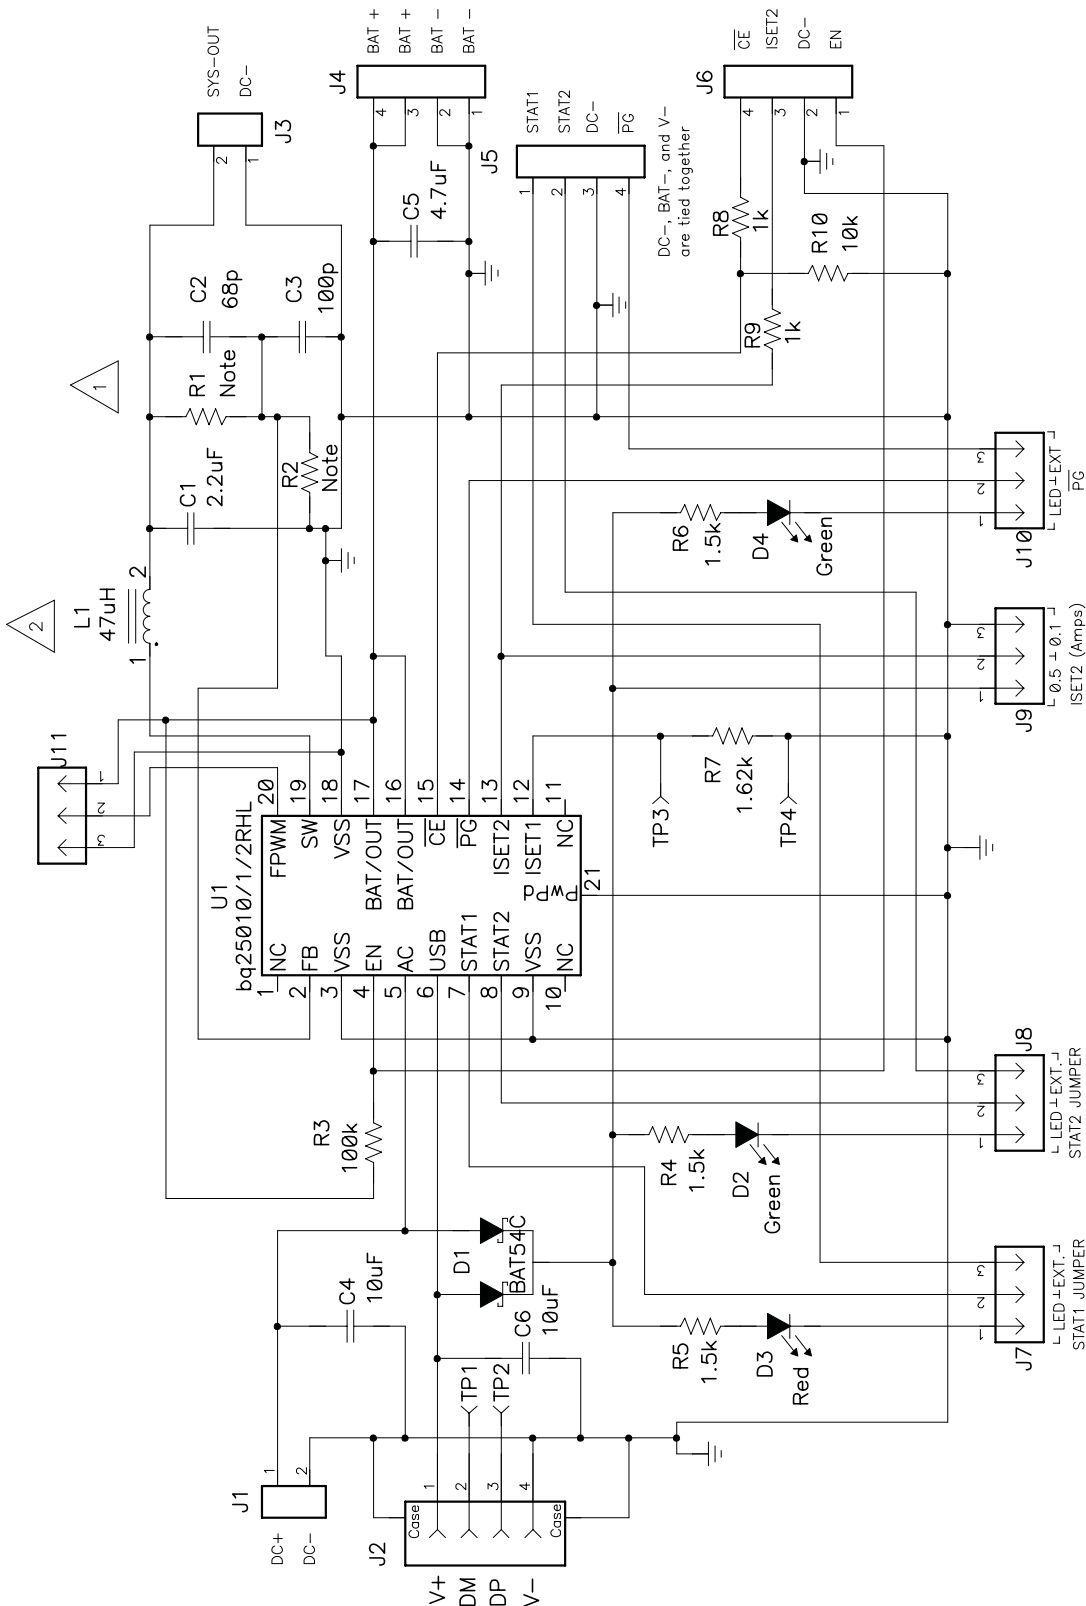 SYS-OUT
DC-
2
1
J3
BAT +
BAT +
BAT -
BAT -
J4
4
3
2
1
C5
4.7uF
STAT1
STAT2
DC-
PG
J5
1
2
3
4
DC-, BAT-, and V-
are tied together
CE
ISET2
DC-
EN
J6
4
3
2
1
R8
1k
R9
1k
R10
10k
1
2
L1
47uH
1
2
C1
2.2uF
R1
Note
R2
Note
C2
68p
C3
100p
J11
1
2
3
U1
bq25010/1/2RHL
1 NC
2 FB
3 VSS
4 EN
5 AC
6 USB
7 STAT1
8 STAT2
9 VSS
10 NC
FPWM 20
SW 19
VSS 18
BAT/OUT 17
BAT/OUT 16
CE 15
PG 14
ISET2 13
ISET1 12
NC 11
PwPd
21
TP3
R7
1.62k
TP4
R6
1.5k
D4
Green
J10
1
2
3
LED EXT
PG
J9
1
2
3
0.5 0.1
ISET2 (Amps)
R3
100k
R4
1.5k
D2
Green
J8
1
2
3
LED EXT.
STAT2 JUMPER
D1
BAT54C
C4
10uF
C6
10uF
R5
1.5k
D3
Red
J7
1
2
3
LED EXT.
STAT1 JUMPER
J1
1
2
DC+
DC-
J2
Case
1
2
3
4
Case
TP1
TP2
V+
DM
DP
V-